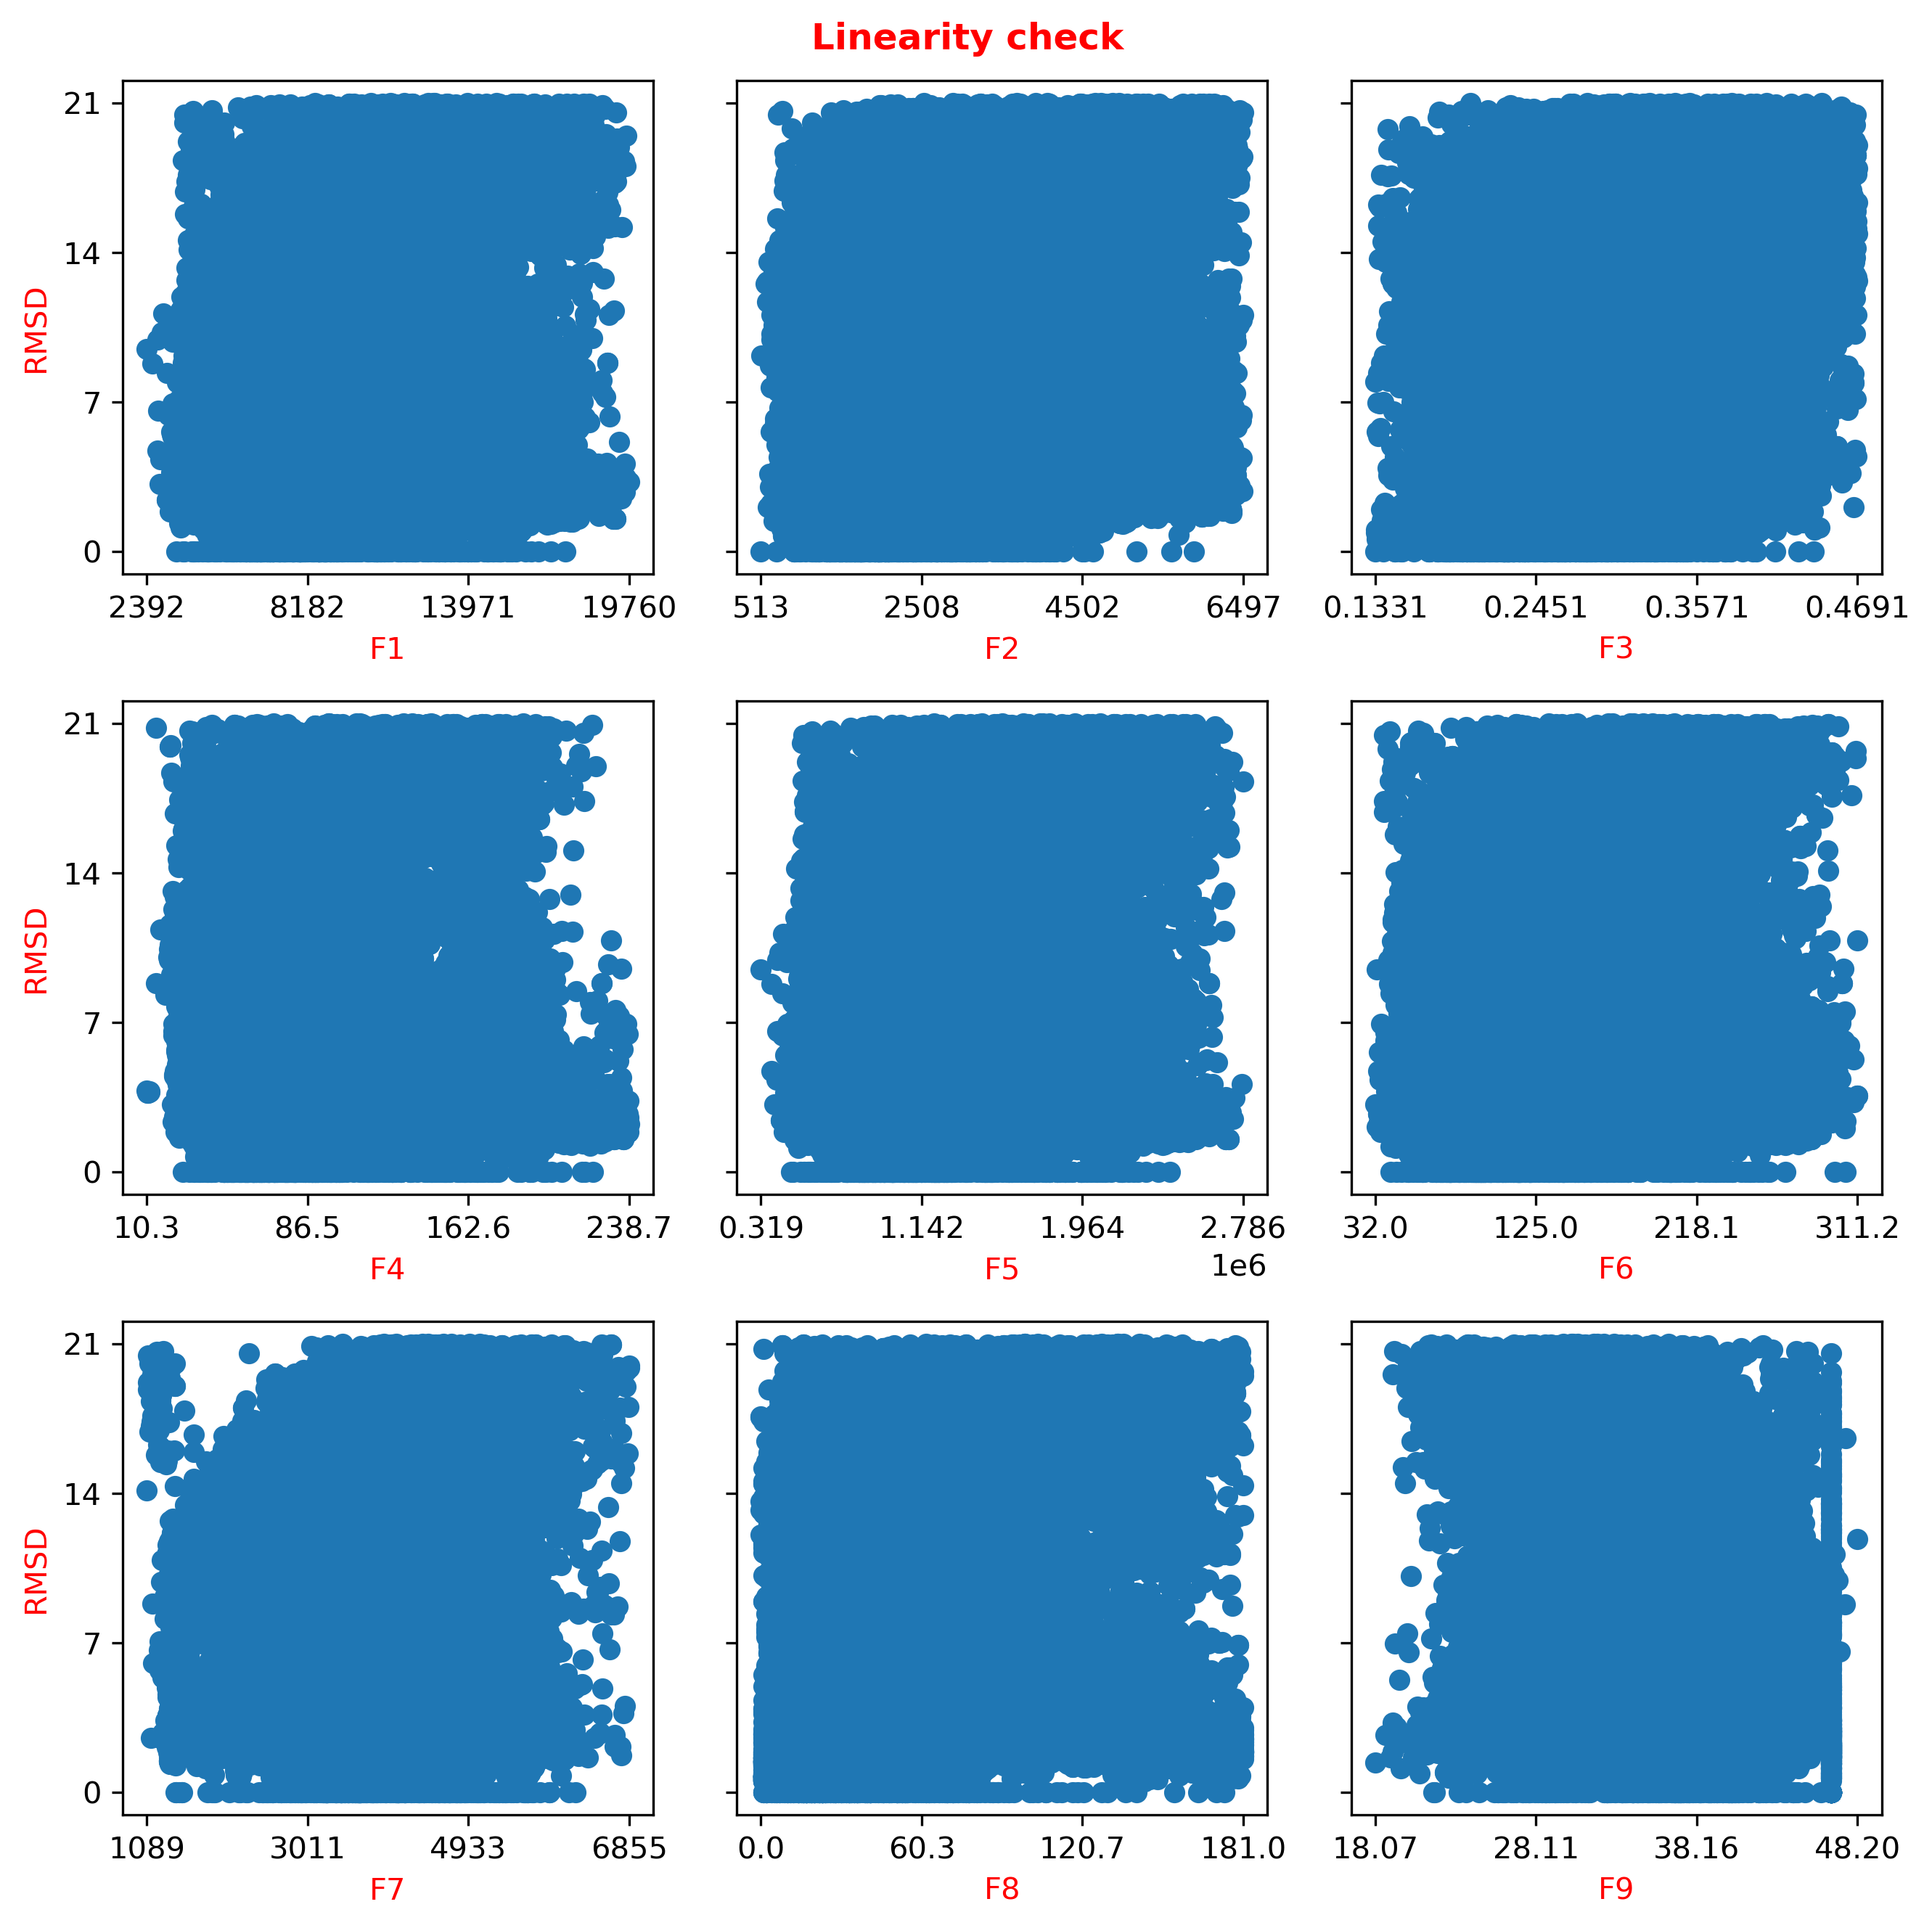 Linearity check
21
14
7
0
RMSD
2392 8182 13971 19760
F1
513 2508 4502 6497
F2
0.1331 0.2451 0.3571 0.4691
F3
21
14
7
0
RMSD
10.3 86.5 162.6 238.7
F4
0.319 1.142 1.964 2.786
1e6
F5
32.0 125.0 218.1 311.2
F6
21
14
7
0
RMSD
1089 3011 4933 6855
F7
0.0 60.3 120.7 181.0
F8
18.07 28.11 38.16 48.20
F9